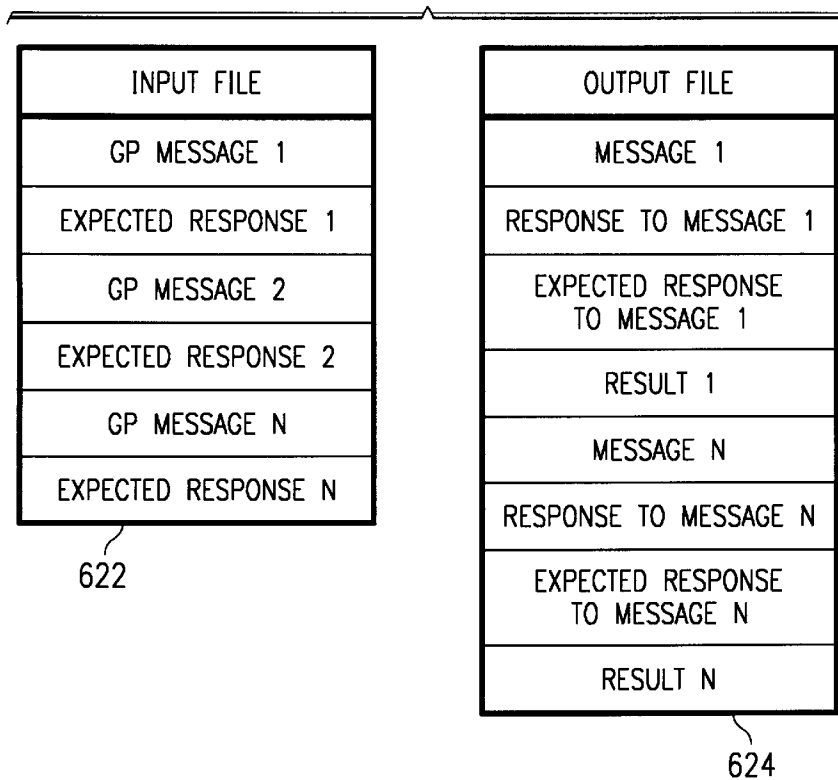 INPUT FILE
GP MESSAGE 1
EXPECTED RESPONSE 1
GP MESSAGE 2
EXPECTED RESPONSE 2
GP MESSAGE N
EXPECTED RESPONSE N
622
OUTPUT FILE
MESSAGE 1
RESPONSE TO MESSAGE 1
EXPECTED RESPONSE
TO MESSAGE 1
RESULT 1
MESSAGE N
RESPONSE TO MESSAGE N
EXPECTED RESPONSE
TO MESSAGE N
RESULT N
624